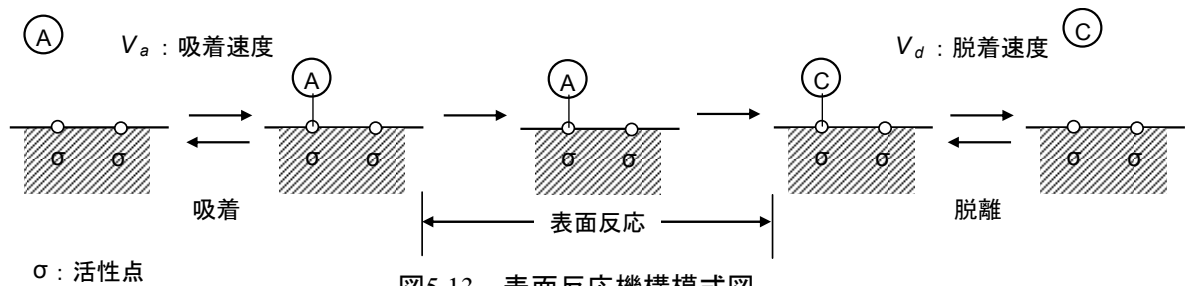 A
Va：吸着速度
A
A
C
Vd：脱着速度
C
σ σ
σ σ
σ σ
σ σ
σ σ
吸着
表面反応
脱離
σ：活性点
図5.13 表面反応機構模式図